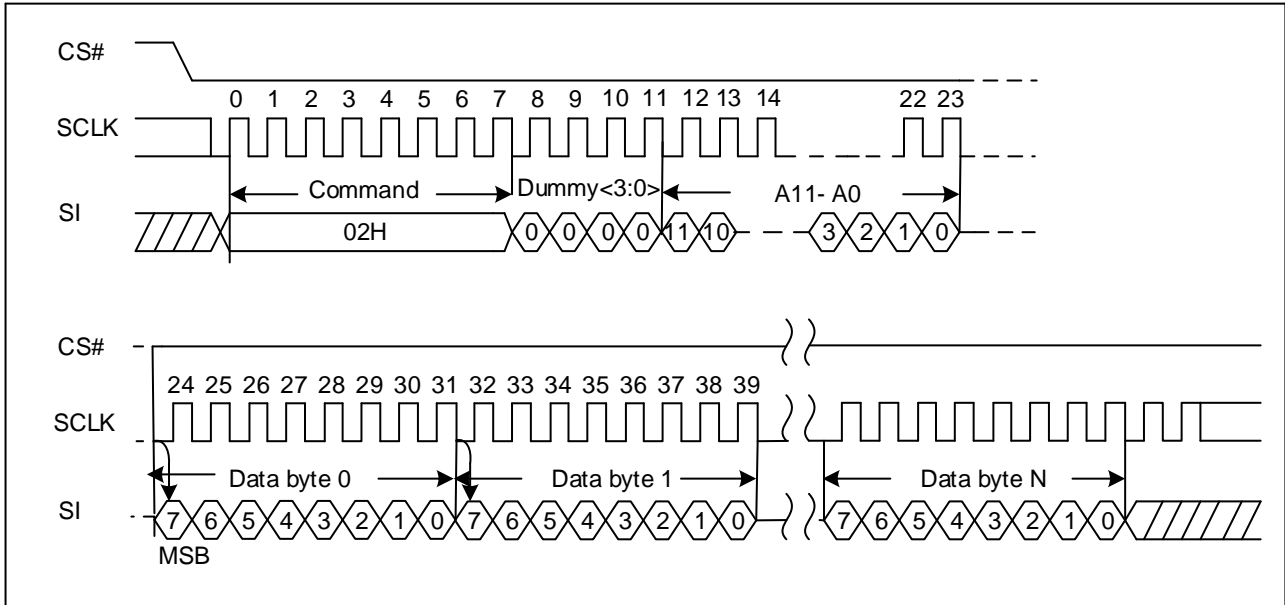 CS#
0 1 2 3 4 5 6 7 8 9 10 11 12 13 14 22 23
SCLK
Command Dummy<3:0> A11- A0
SI
02H 0 0 0 0 11 10 3 2 1 0
CS#
24 25 26 27 28 29 30 31 32 33 34 35 36 37 38 39
SCLK
Data byte 0 Data byte 1 Data byte N
SI
7 6 5 4 3 2 1 0 7 6 5 4 3 2 1 0 7 6 5 4 3 2 1 0
MSB